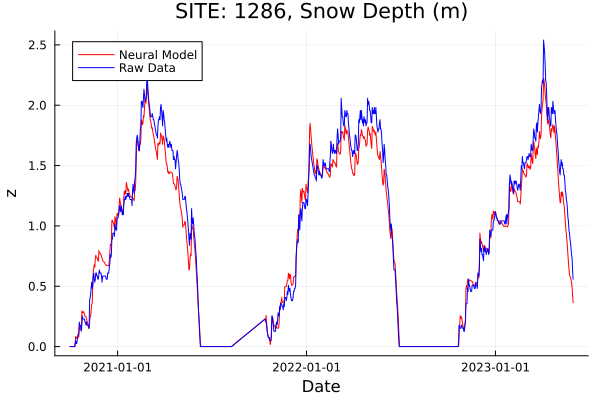 SITE: 1286, Snow Depth (m)
Neural Model
Raw Data
2.5
2.0
1.5
1.0
0.5
0.0
z
2021-01-01 2022-01-01 2023-01-01
Date